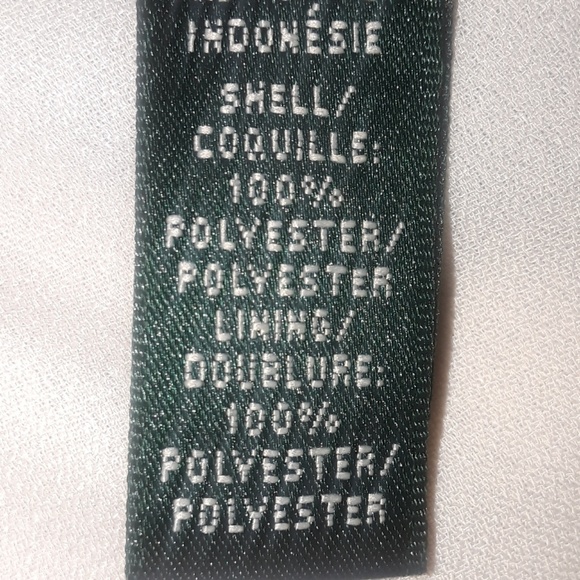 INDONÉSIE
SHELL/
COQUILLE:
100%
POLYESTER/
POLYESTER
LINING/
DOUBLURE:
100%
POLYESTER/
POLYESTER